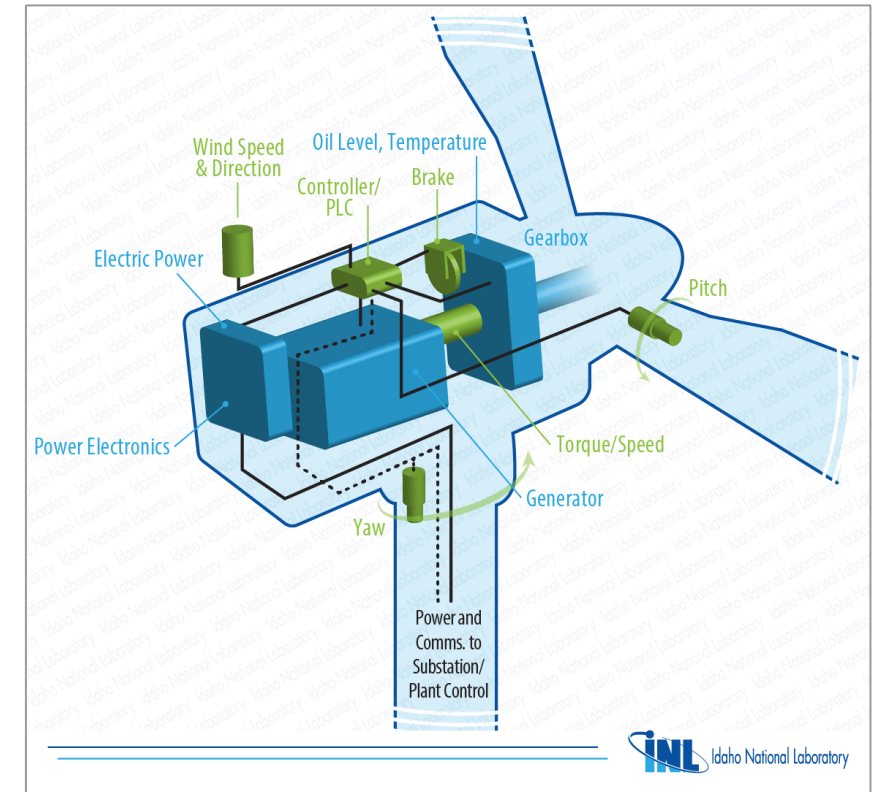 Wind Speed
& Direction
Oil Level, Temperature
Controller/
PLC
Brake
Gearbox
Electric Power
Pitch
Power Electronics
Torque/Speed
Generator
Yaw
Power and
Comms. to
Substation/
Plant Control
INL Idaho National Laboratory